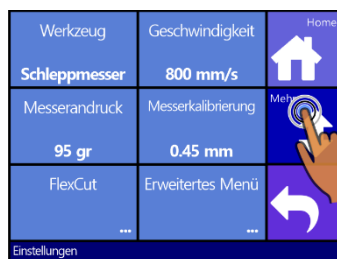 Werkzeug
Schleppmesser
Geschwindigkeit
800 mm/s
Home
Messerandruck
95 gr
Messerkalibrierung
0.45 mm
Meh
FlexCut
...
Erweitertes Menü
...
Einstellungen